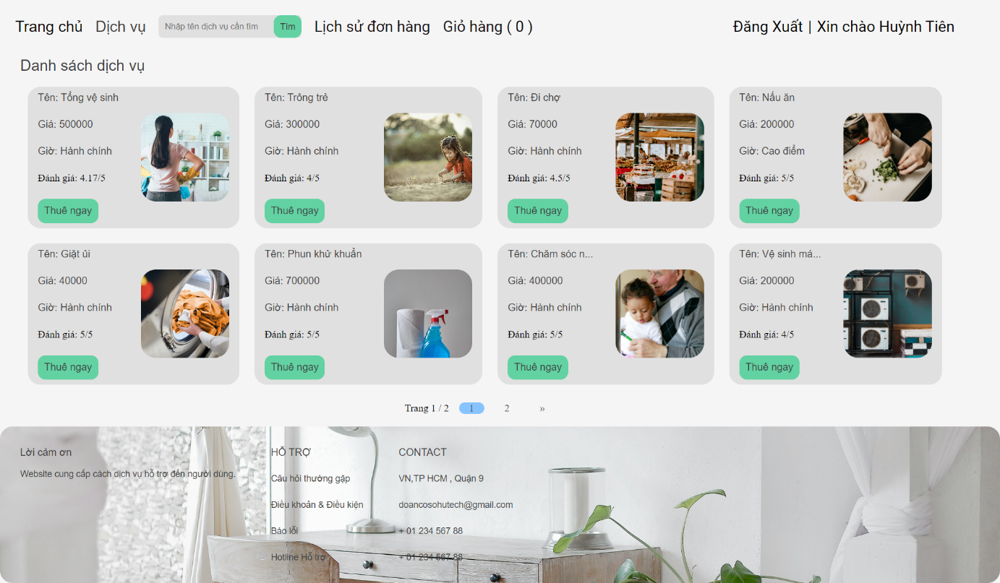 Trang chủ Dịch vụ Nhập tên dịch vụ cần tìm Tìm Lịch sử đơn hàng Giỏ hàng ( 0 ) Đăng Xuất | Xin chào Huỳnh Tiên
Danh sách dịch vụ
Tên: Tổng vệ sinh
Giá: 500000
Giờ: Hành chính
Đánh giá: 4.17/5
Thuê ngay
Tên: Trông trẻ
Giá: 300000
Giờ: Hành chính
Đánh giá: 4/5
Thuê ngay
Tên: Đi chợ
Giá: 70000
Giờ: Hành chính
Đánh giá: 4.5/5
Thuê ngay
Tên: Nấu ăn
Giá: 200000
Giờ: Cao điểm
Đánh giá: 5/5
Thuê ngay
Tên: Giặt ủi
Giá: 40000
Giờ: Hành chính
Đánh giá: 5/5
Thuê ngay
Tên: Phun khử khuẩn
Giá: 700000
Giờ: Hành chính
Đánh giá: 5/5
Thuê ngay
Tên: Chăm sóc n...
Giá: 400000
Giờ: Hành chính
Đánh giá: 5/5
Thuê ngay
Tên: Vệ sinh má...
Giá: 200000
Giờ: Hành chính
Đánh giá: 4/5
Thuê ngay
Trang 1 / 2 1 2 »
Lời cảm ơn
Website cung cấp cách dịch vụ hỗ trợ đến người dùng.
HỖ TRỢ
Câu hỏi thường gặp
Điều khoản & Điều kiện
Báo lỗi
Hotline Hỗ trợ
CONTACT
VN,TP HCM , Quận 9
doancosohutech@gmail.com
+ 01 234 567 88
+ 01 234 567 88